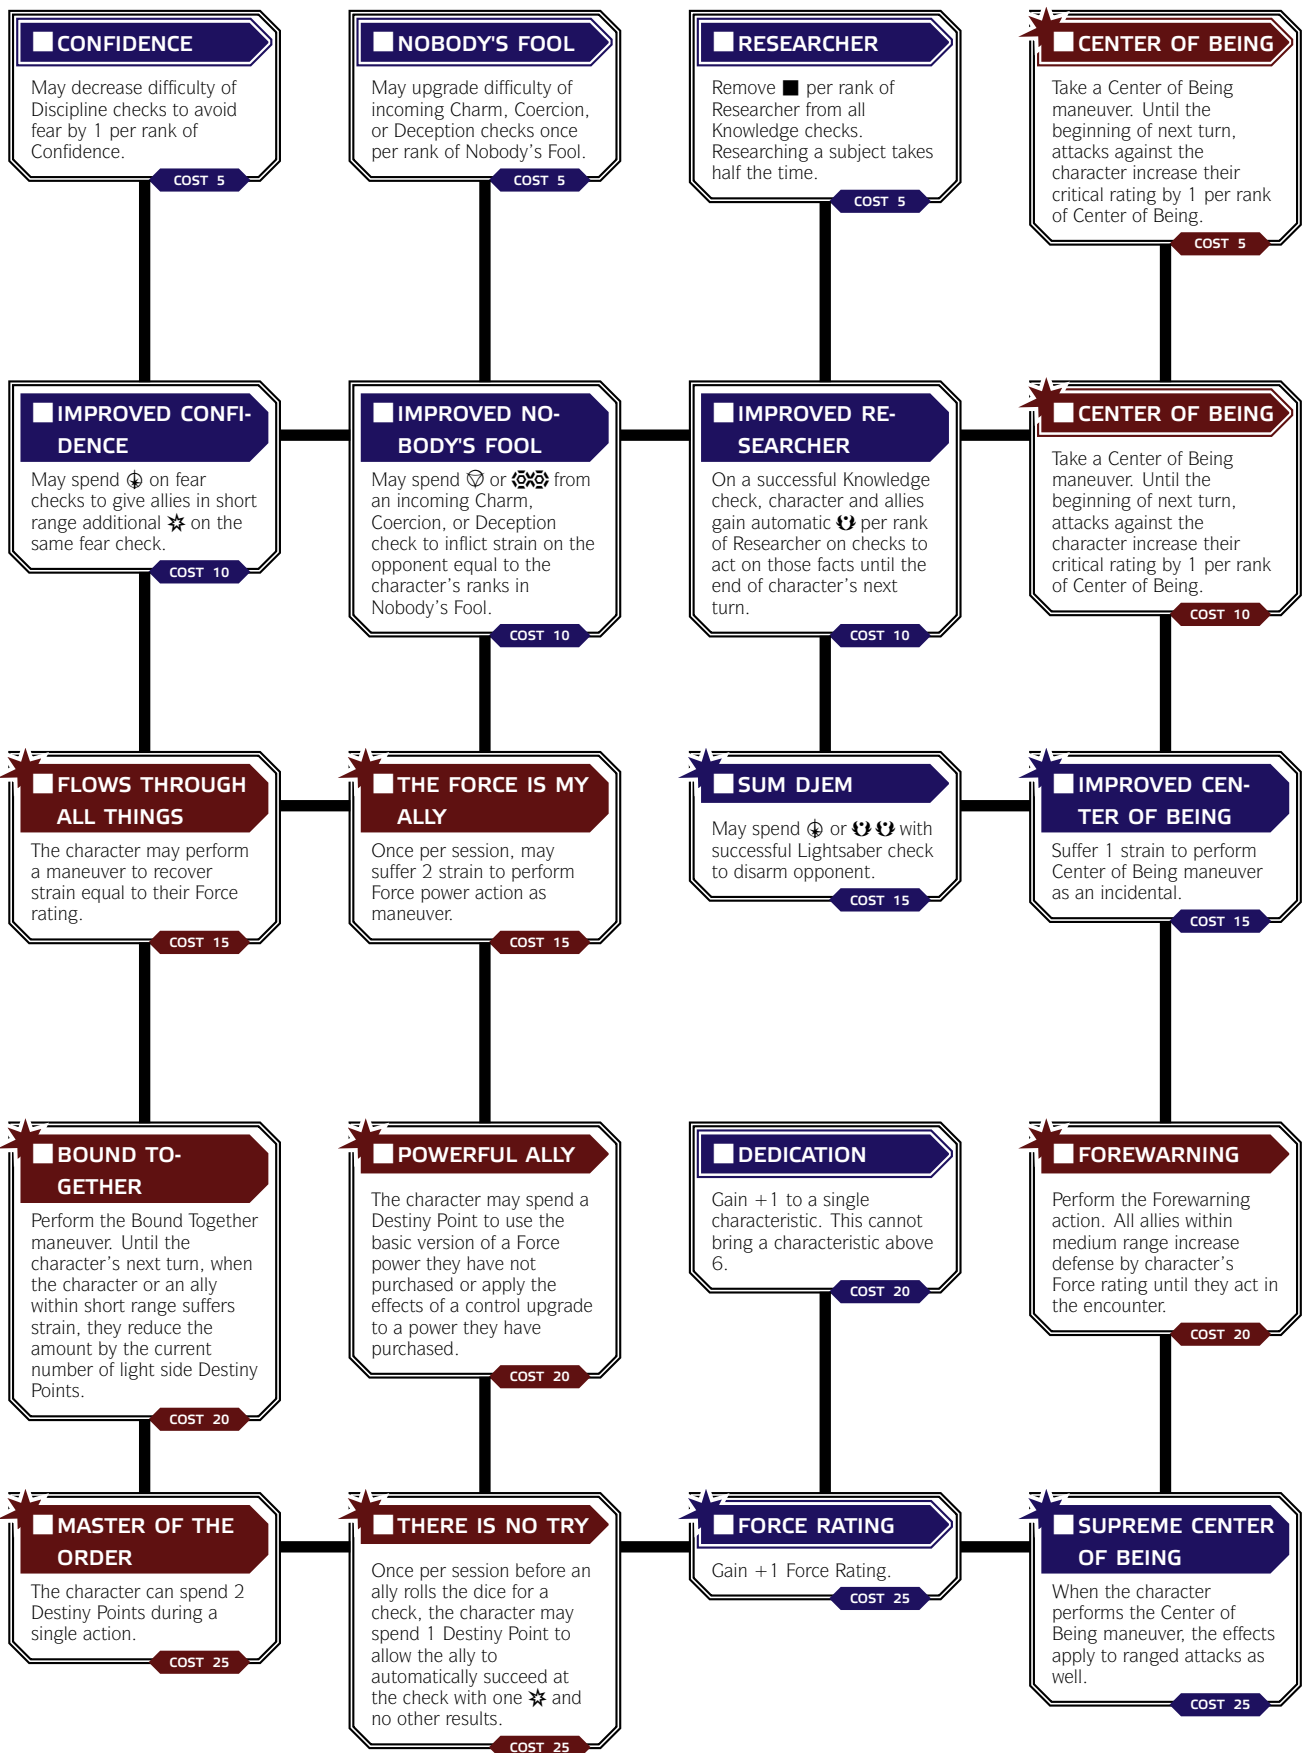 CONFIDENCE
May decrease difficulty of
Discipline checks to avoid
fear by 1 per rank of
Confidence.
COST 5
NOBODY'S FOOL
May upgrade difficulty of
incoming Charm, Coercion,
or Deception checks once
per rank of Nobody's Fool.
COST 5
RESEARCHER
Remove ■ per rank of
Researcher from all
Knowledge checks.
Researching a subject takes
half the time.
COST 5
CENTER OF BEING
Take a Center of Being
maneuver. Until the
beginning of next turn,
attacks against the
character increase their
critical rating by 1 per rank
of Center of Being.
COST 5
IMPROVED CONFI-
DENCE
May spend on fear
checks to give allies in short
range additional on the
same fear check.
COST 10
IMPROVED NO-
BODY'S FOOL
May spend or from
an incoming Charm,
Coercion, or Deception
check to inflict strain on the
opponent equal to the
character's ranks in
Nobody's Fool.
COST 10
IMPROVED RE-
SEARCHER
On a successful Knowledge
check, character and allies
gain automatic per rank
of Researcher on checks to
act on those facts until the
end of character's next
turn.
COST 10
CENTER OF BEING
Take a Center of Being
maneuver. Until the
beginning of next turn,
attacks against the
character increase their
critical rating by 1 per rank
of Center of Being.
COST 10
FLOWS THROUGH
ALL THINGS
The character may perform
a maneuver to recover
strain equal to their Force
rating.
COST 15
THE FORCE IS MY
ALLY
Once per session, may
suffer 2 strain to perform
Force power action as
maneuver.
COST 15
SUM DJEM
May spend or with
successful Lightsaber check
to disarm opponent.
COST 15
IMPROVED CEN-
TER OF BEING
Suffer 1 strain to perform
Center of Being maneuver
as an incidental.
COST 15
BOUND TO-
GETHER
Perform the Bound Together
maneuver. Until the
character's next turn, when
the character or an ally
within short range suffers
strain, they reduce the
amount by the current
number of light side Destiny
Points.
COST 20
POWERFUL ALLY
The character may spend a
Destiny Point to use the
basic version of a Force
power they have not
purchased or apply the
effects of a control upgrade
to a power they have
purchased.
COST 20
DEDICATION
Gain +1 to a single
characteristic. This cannot
bring a characteristic above
6.
COST 20
FOREWARNING
Perform the Forewarning
action. All allies within
medium range increase
defense by character's
Force rating until they act in
the encounter.
COST 20
MASTER OF THE
ORDER
The character can spend 2
Destiny Points during a
single action.
COST 25
THERE IS NO TRY
Once per session before an
ally rolls the dice for a
check, the character may
spend 1 Destiny Point to
allow the ally to
automatically succeed at
the check with one and
no other results.
COST 25
FORCE RATING
Gain +1 Force Rating.
COST 25
SUPREME CENTER
OF BEING
When the character
performs the Center of
Being maneuver, the effects
apply to ranged attacks as
well.
COST 25